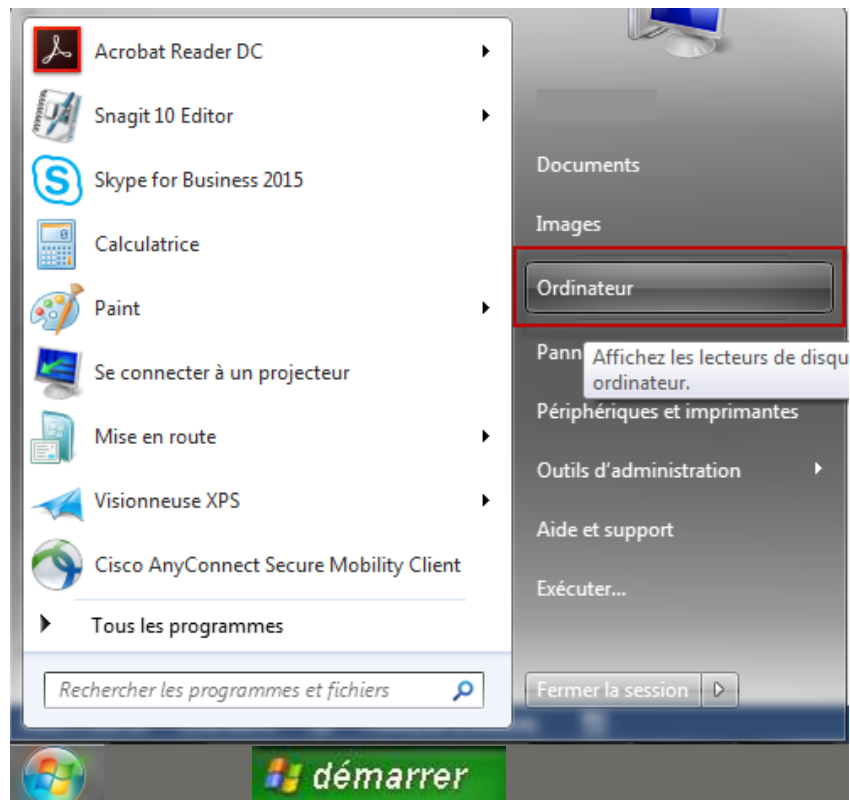 Acrobat Reader DC
Snagit 10 Editor
Skype for Business 2015
Calculatrice
Paint
Se connecter à un projecteur
Mise en route
Visionneuse XPS
Cisco AnyConnect Secure Mobility Client
Tous les programmes
Rechercher les programmes et fichiers
Documents
Images
Ordinateur
Affichez les lecteurs de disqu
ordinateur.
Périphériques et imprimantes
Outils d'administration
Aide et support
Exécuter...
Fermer la session
démarrer